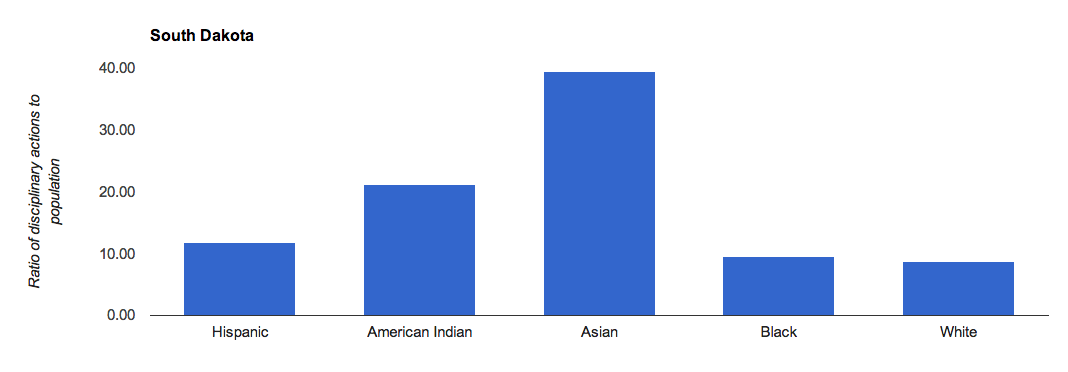 South Dakota
Ratio of disciplinary actions to
population
40.00
30.00
20.00
10.00
0.00
Hispanic
American Indian
Asian
Black
White